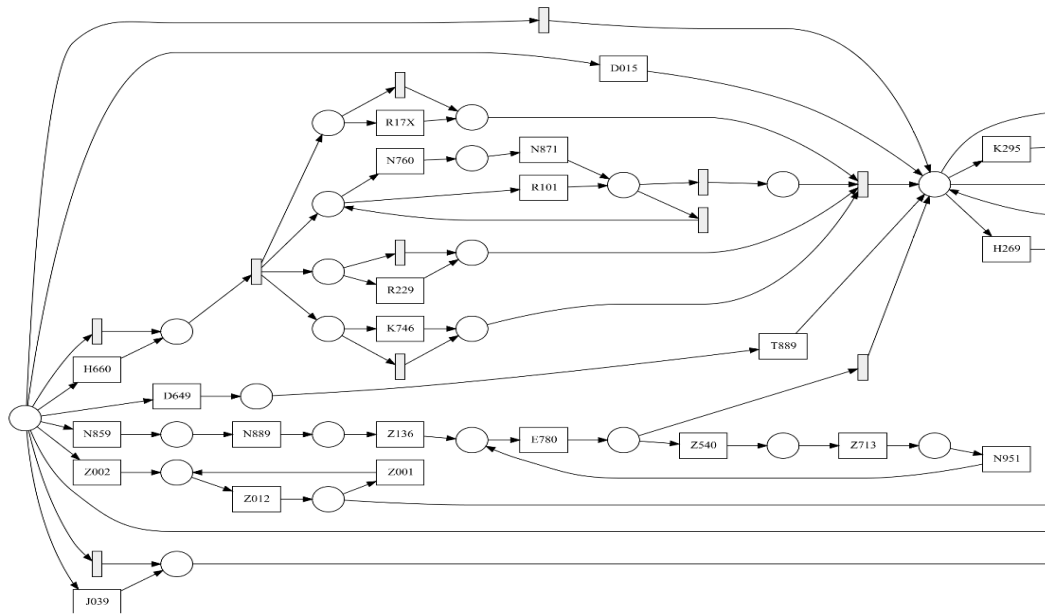 D015
R17X
N871
K295
N760
R101
H269
R229
K746
T889
H660
D649
N859
N889
Z136
E780
Z540
Z713
N951
Z002
Z001
Z012
J039